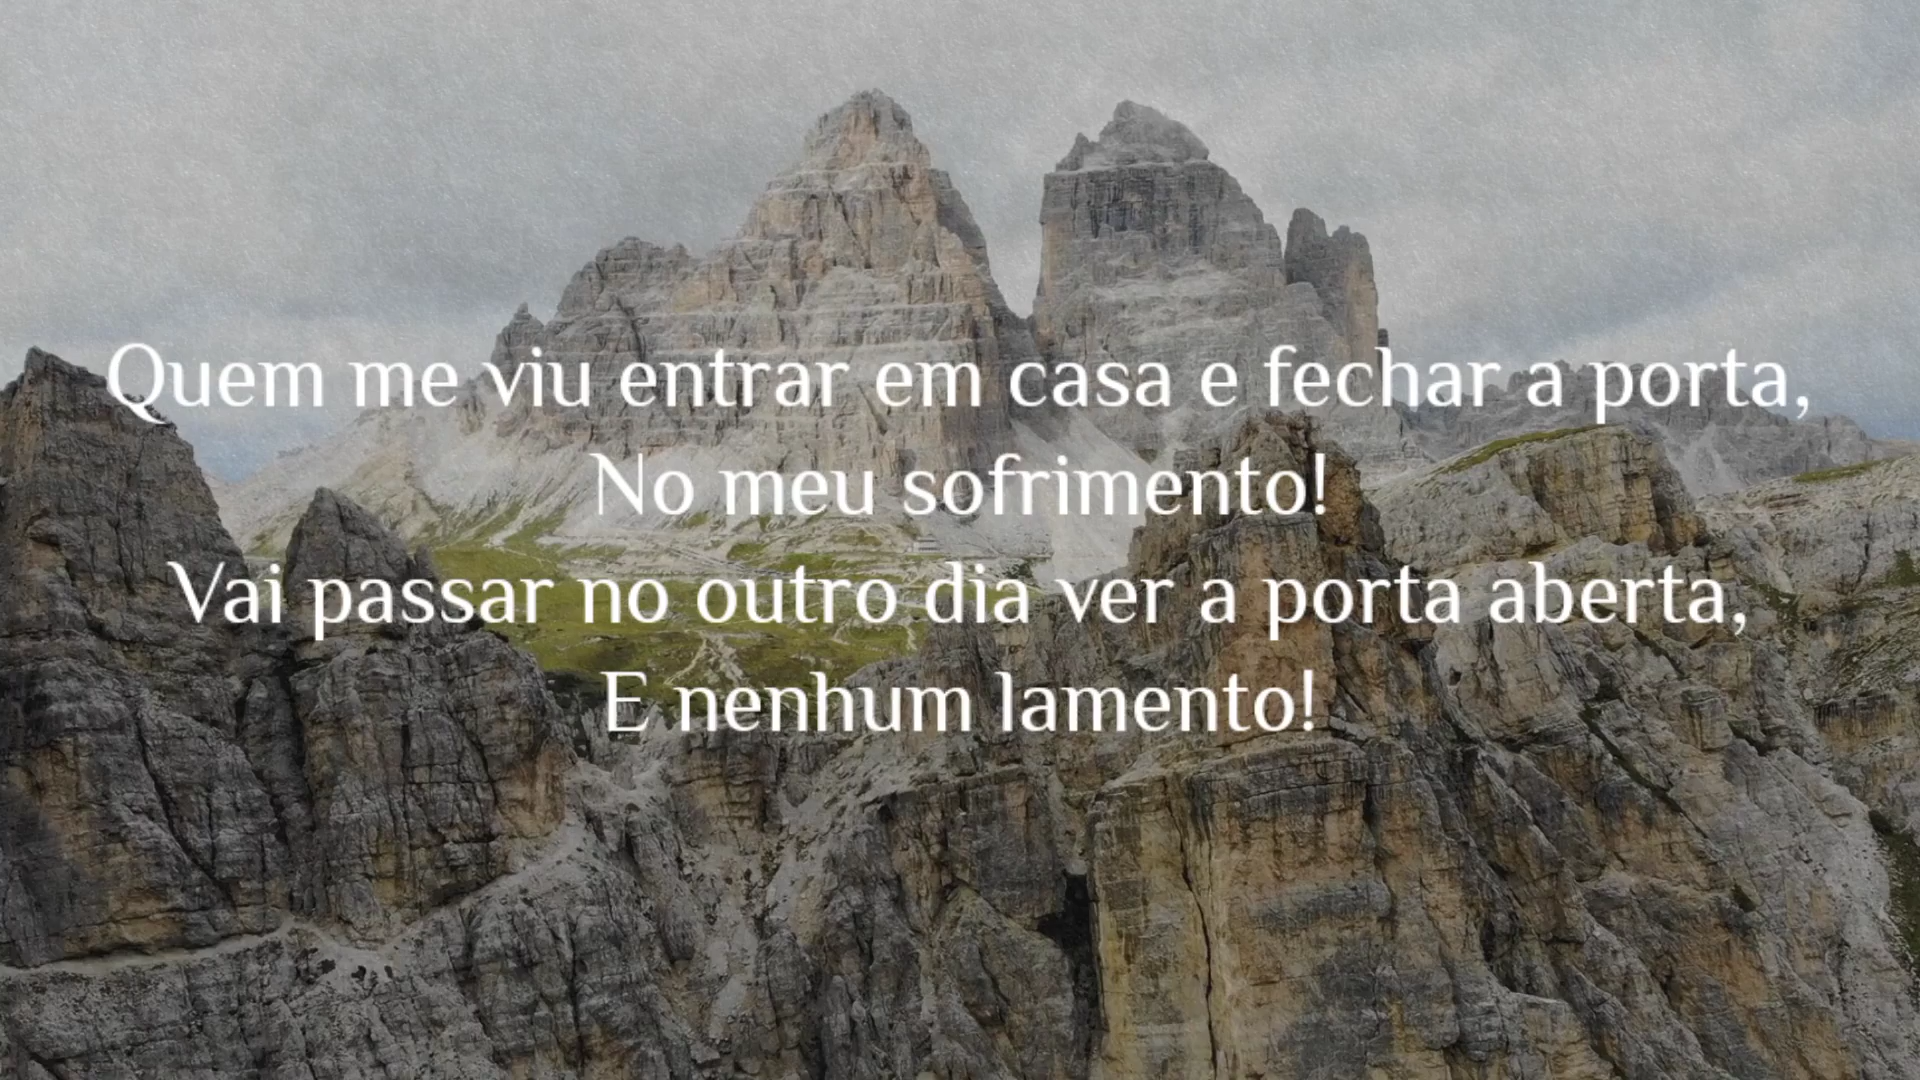 Quem me viu entrar em casa e fechar a porta,
No meu sofrimento!
Vai passar no outro dia ver a porta aberta,
E nenhum lamento!